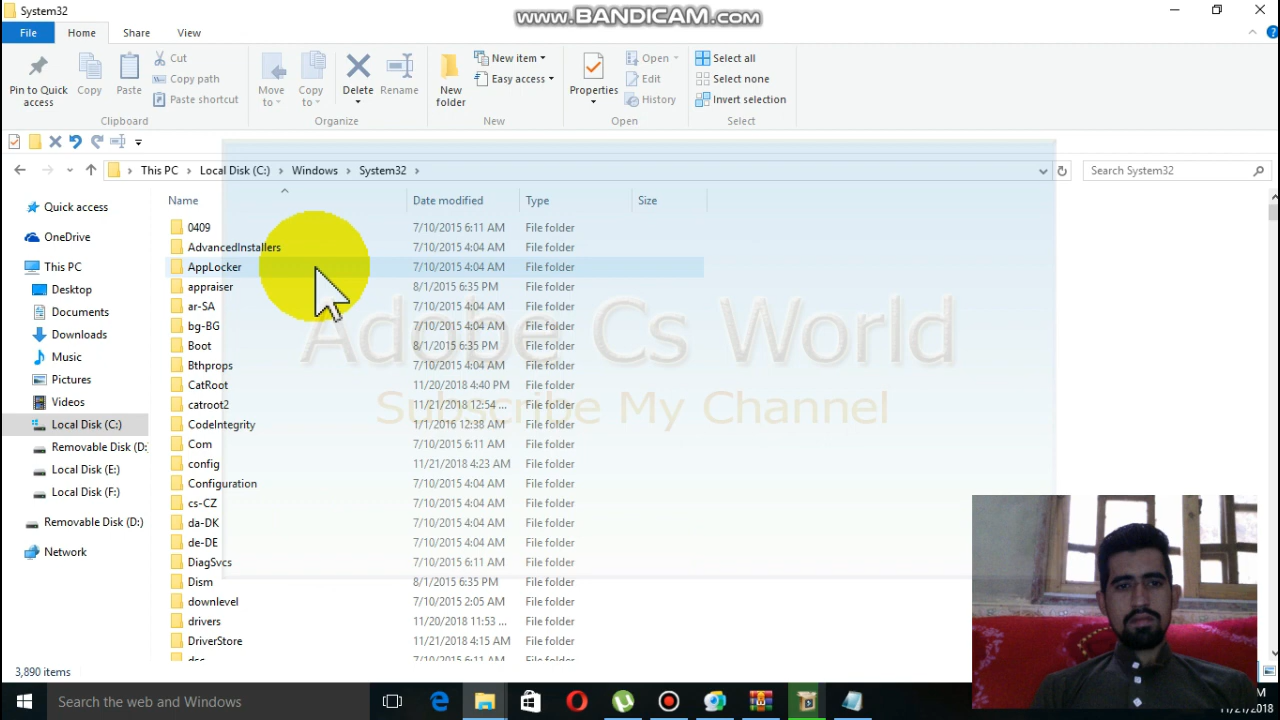 System32
www.BANDICAM.com
File Home Share View
Pin to Quick access
Copy
Paste
Cut
Copy path
Paste shortcut
Clipboard
Move to
Copy to
Delete
Rename
Organize
New folder
New item
Easy access
New
Properties
Open
Edit
History
Open
Select all
Select none
Invert selection
Select
This PC > Local Disk (C:) > Windows > System32 >
Search System32
Quick access
OneDrive
This PC
Desktop
Documents
Downloads
Music
Pictures
Videos
Local Disk (C:)
Removable Disk (D:
Local Disk (E:)
Local Disk (F:)
Removable Disk (D:)
Network
Name Date modified Type Size
0409 7/10/2015 6:11 AM File folder
AdvancedInstallers 7/10/2015 4:04 AM File folder
AppLocker 7/10/2015 4:04 AM File folder
appraiser 8/1/2015 6:35 PM File folder
ar-SA 7/10/2015 4:04 AM File folder
bg-BG 7/10/2015 4:04 AM File folder
Boot 8/1/2015 6:35 PM File folder
Bthprops 7/10/2015 4:04 AM File folder
CatRoot 11/20/2018 4:40 PM File folder
catroot2 11/21/2018 12:54 ... File folder
CodeIntegrity 1/1/2016 12:38 AM File folder
Com 7/10/2015 6:11 AM File folder
config 11/21/2018 4:23 AM File folder
Configuration 7/10/2015 4:04 AM File folder
cs-CZ 7/10/2015 4:04 AM File folder
da-DK 7/10/2015 4:04 AM File folder
de-DE 7/10/2015 4:04 AM File folder
DiagSvcs 7/10/2015 6:11 AM File folder
Dism 8/1/2015 6:35 PM File folder
downlevel 7/10/2015 2:05 AM File folder
drivers 11/20/2018 11:53 ... File folder
DriverStore 11/21/2018 4:15 AM File folder
dsc 7/10/2015 6:11 AM File folder
Adobe Cs World
Subscribe My Channel
3,890 items
Search the web and Windows
M
11/21/2018